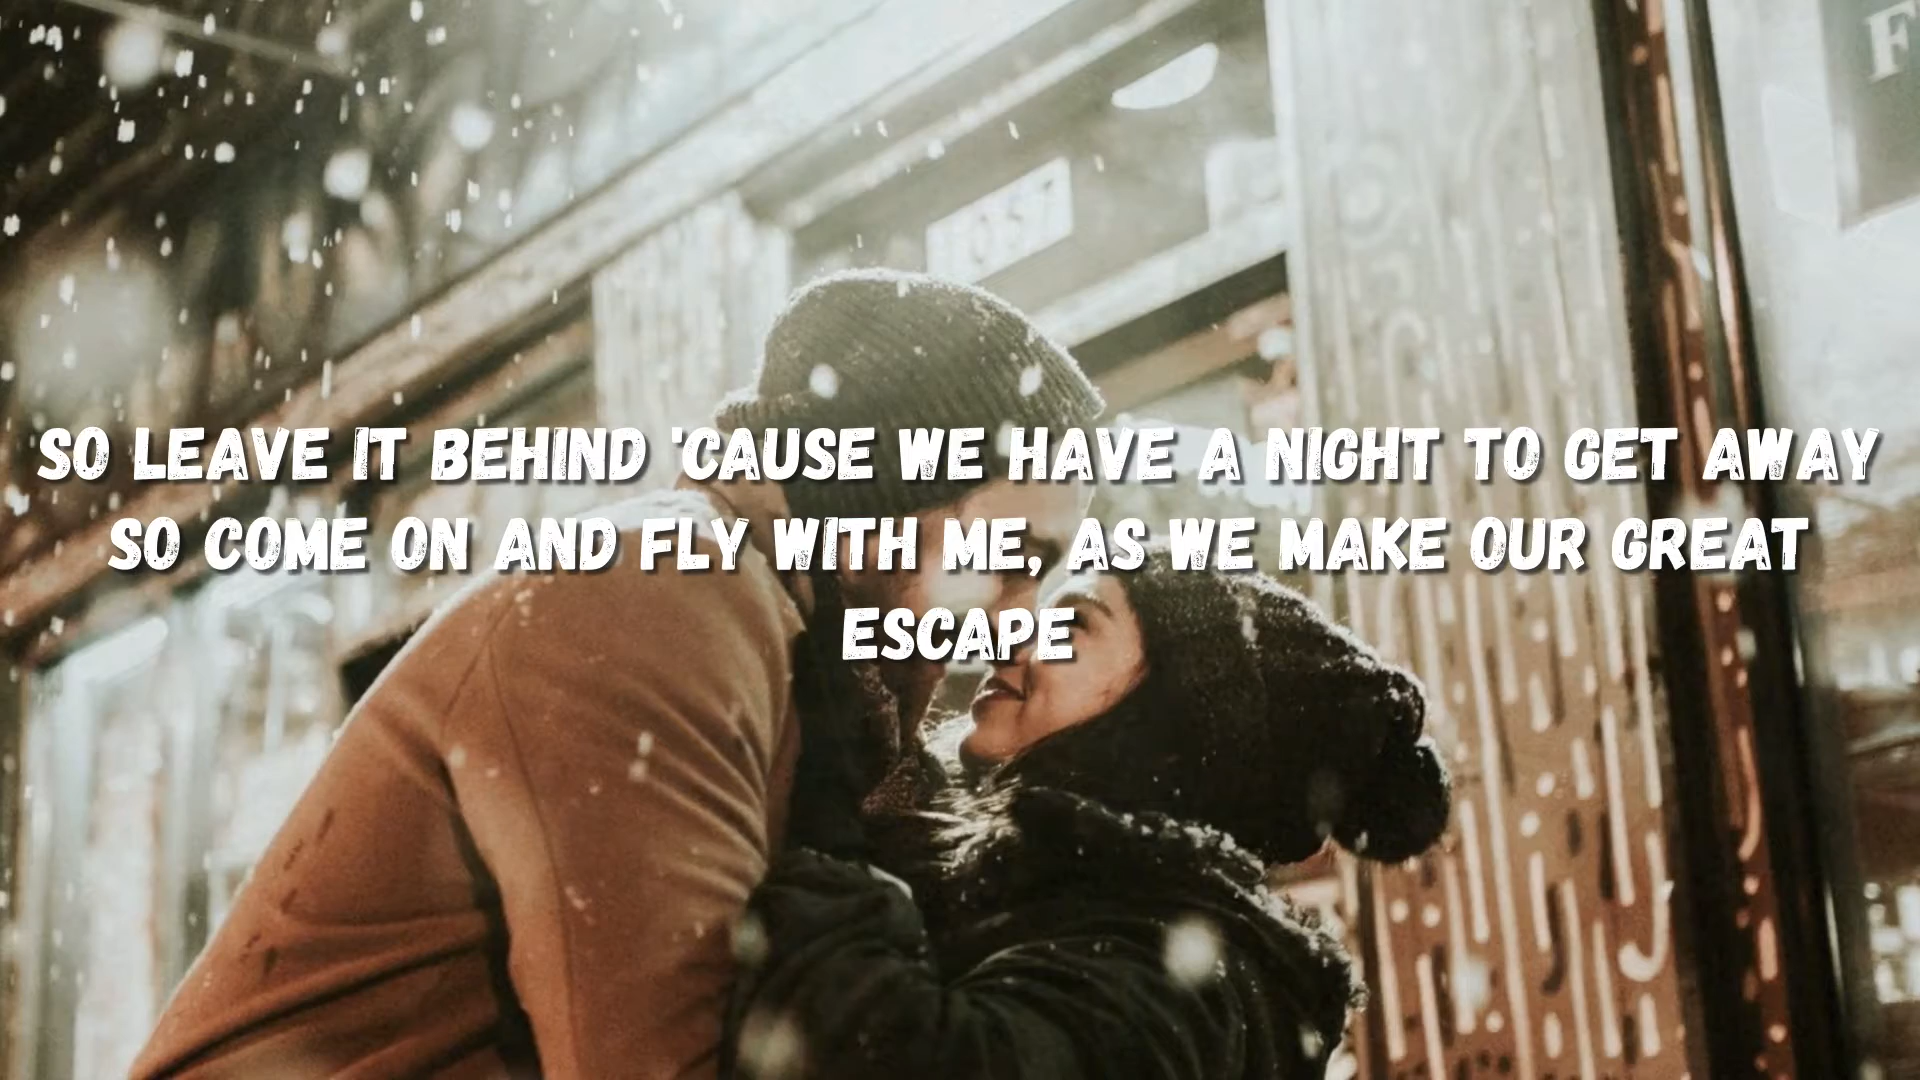 F
SO LEAVE IT BEHIND 'CAUSE WE HAVE A NIGHT TO GET AWAY
SO COME ON AND FLY WITH ME, AS WE MAKE OUR GREAT
ESCAPE